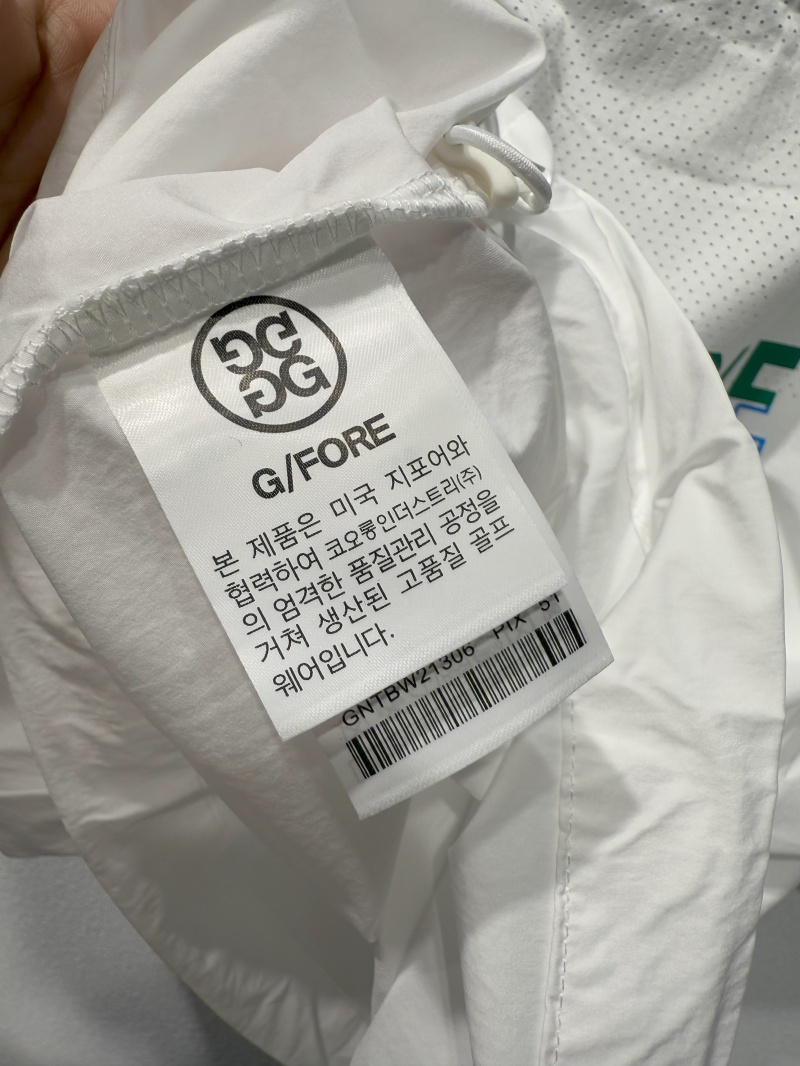 G/FORE
본 제품은 미국 지포어와
협력하여 코오롱인더스트리(주)
의 엄격한 품질관리 공정을
거쳐 생산된 고품질 골프
웨어입니다.
GNTBW21306 PIX 51